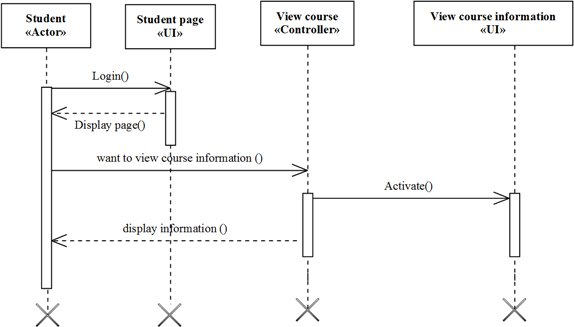 Student
«Actor»
Student page
«UI»
View course
«Controller»
View course information
«UI»
Login()
Display page()
want to view course information ()
Activate()
display information ()